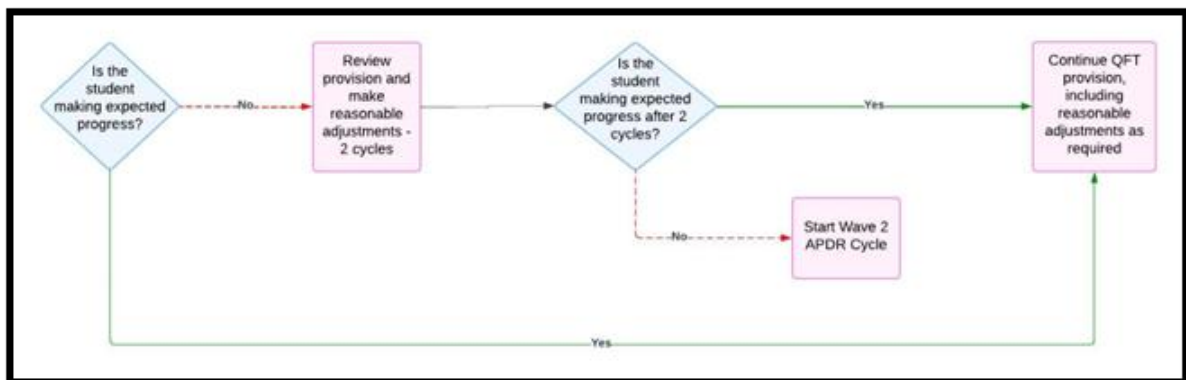 Is the
student
making expected
progress?
No
Review
provision and
make
reasonable
adjustments -
2 cycles
Is the
student
making expected
progress after 2
cycles?
Yes
Continue QFT
provision,
including
reasonable
adjustments as
required
No
Start Wave 2
APDR Cycle
Yes